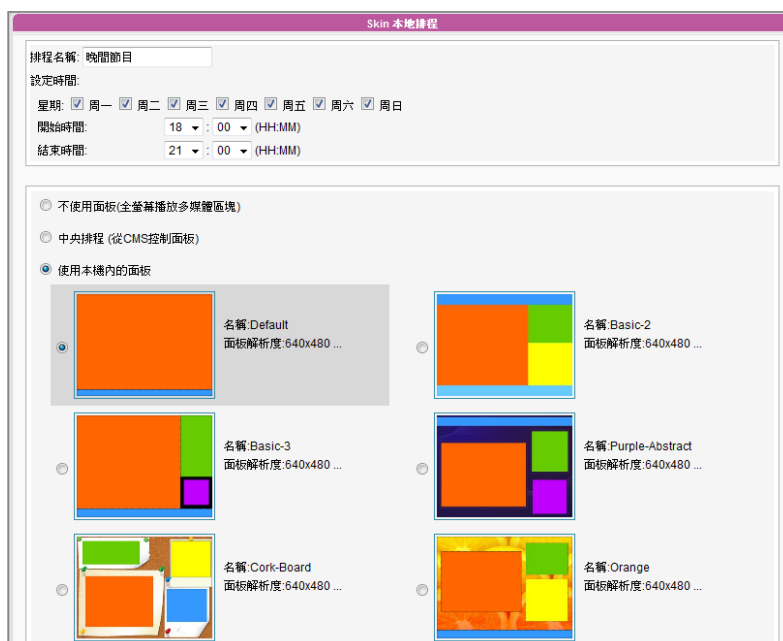 Skin 本地排程
排程名稱: 晚間節目
設定時間:
星期: 周一 周二 周三 周四 周五 周六 周日
開始時間: 18 : 00 (HH:MM)
結束時間: 21 : 00 (HH:MM)
不使用面板(全螢幕播放多媒體區塊)
中央排程 (從CMS控制面板)
使用本機內的面板
名稱:Default
面板解析度:640x480 ...
名稱:Basic-2
面板解析度:640x480 ...
名稱:Basic-3
面板解析度:640x480 ...
名稱:Purple-Abstract
面板解析度:640x480 ...
名稱:Cork-Board
面板解析度:640x480 ...
名稱:Orange
面板解析度:640x480 ...